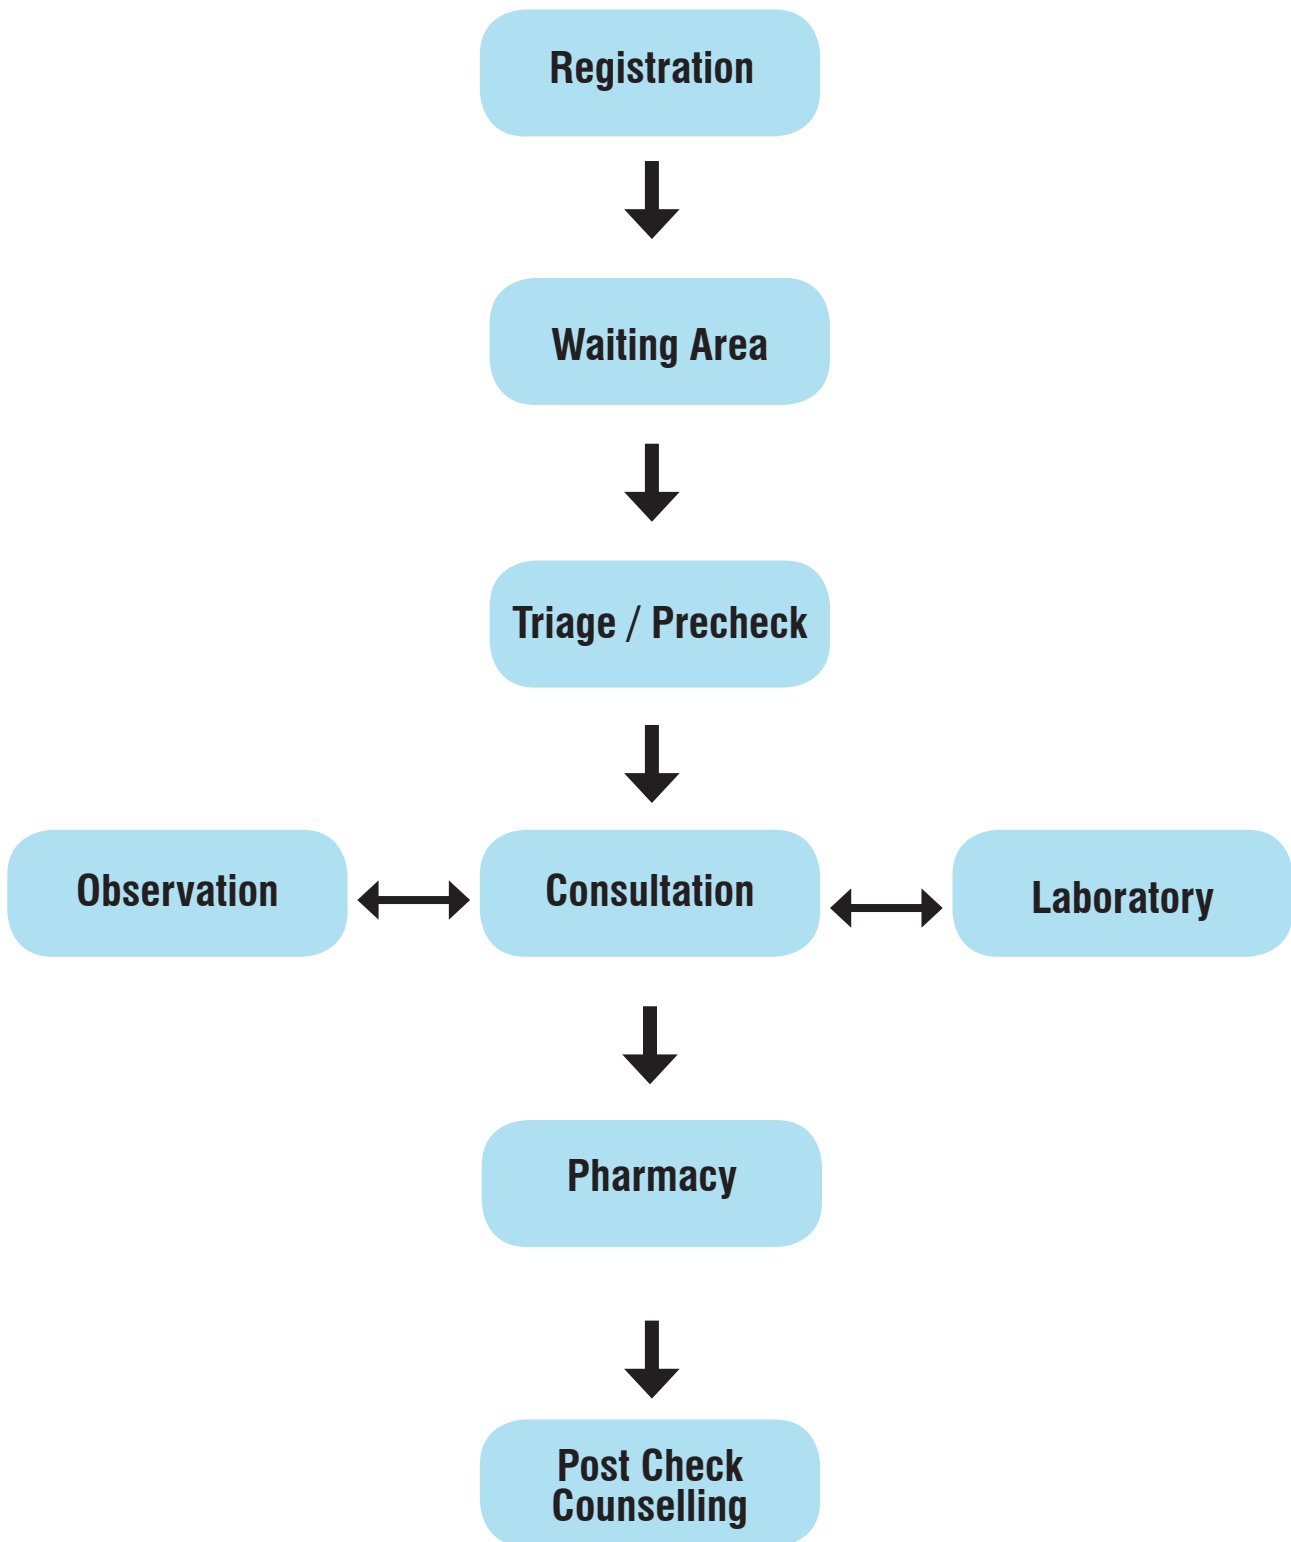 Registration
Waiting Area
Triage / Precheck
Observation
Consultation
Laboratory
Pharmacy
Post Check
Counselling